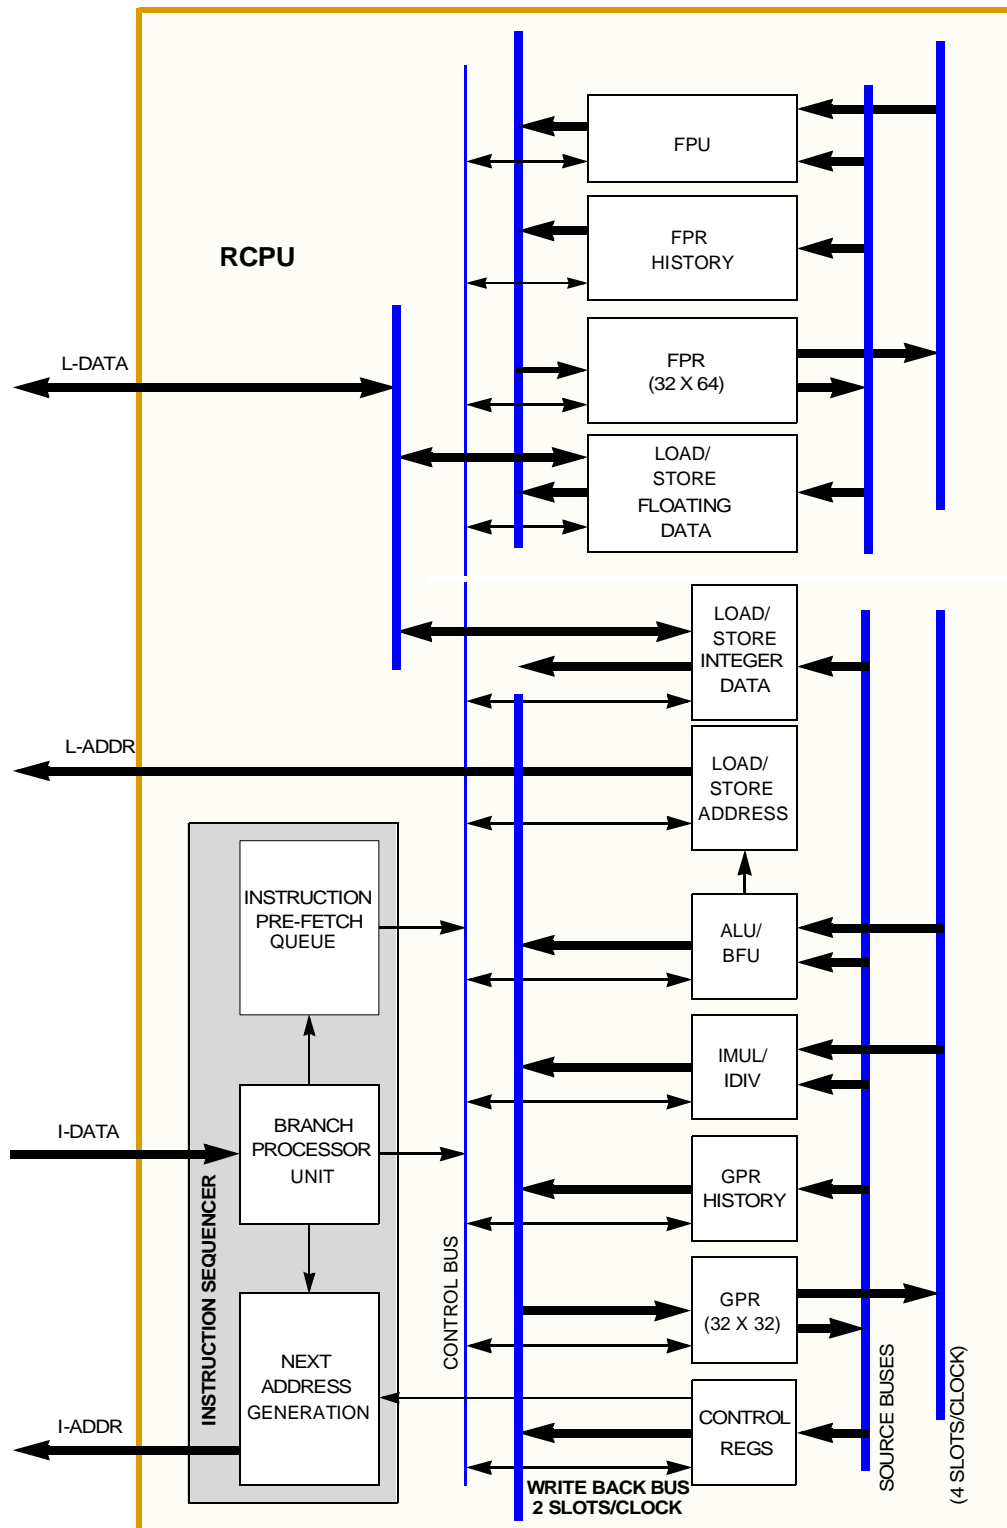 FPU
FPR
HISTORY
RCPU
L-DATA
FPR
(32 X 64)
LOAD/
STORE
FLOATING
DATA
LOAD/
STORE
INTEGER
DATA
L-ADDR
LOAD/
STORE
ADDRESS
INSTRUCTION
PRE-FETCH
QUEUE
ALU/
BFU
IMUL/
IDIV
I-DATA
BRANCH
PROCESSOR
UNIT
GPR
HISTORY
INSTRUCTION SEQUENCER
CONTROL BUS
GPR
(32 X 32)
NEXT
ADDRESS
GENERATION
I-ADDR
CONTROL
REGS
SOURCE BUSES
(4 SLOTS/CLOCK)
WRITE BACK BUS
2 SLOTS/CLOCK